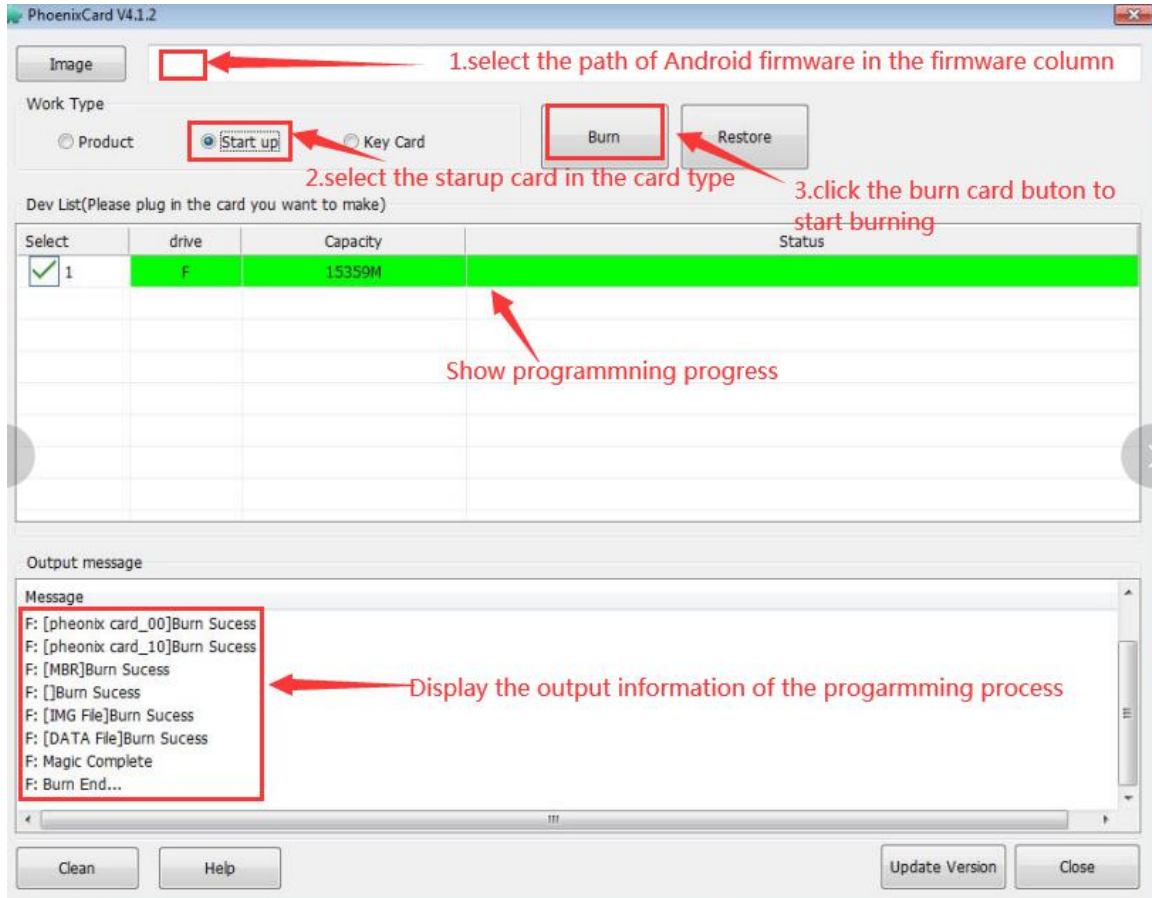 PhoenixCard V4.1.2
Image
1.select the path of Android firmware in the firmware column
Work Type
Product
Start up
Key Card
Burn
Restore
2.select the starup card in the card type
3.click the burn card buton to
start burning
Dev List(Please plug in the card you want to make)
Select drive Capacity Status
1 F 15359M
Show programmning progress
Output message
Message
F: [pheonix card_00]Burn Sucess
F: [pheonix card_10]Burn Sucess
F: [MBR]Burn Sucess
F: []Burn Sucess
F: [IMG File]Burn Sucess
F: [DATA File]Burn Sucess
F: Magic Complete
F: Burn End...
Display the output information of the progarmming process
Clean
Help
Update Version
Close